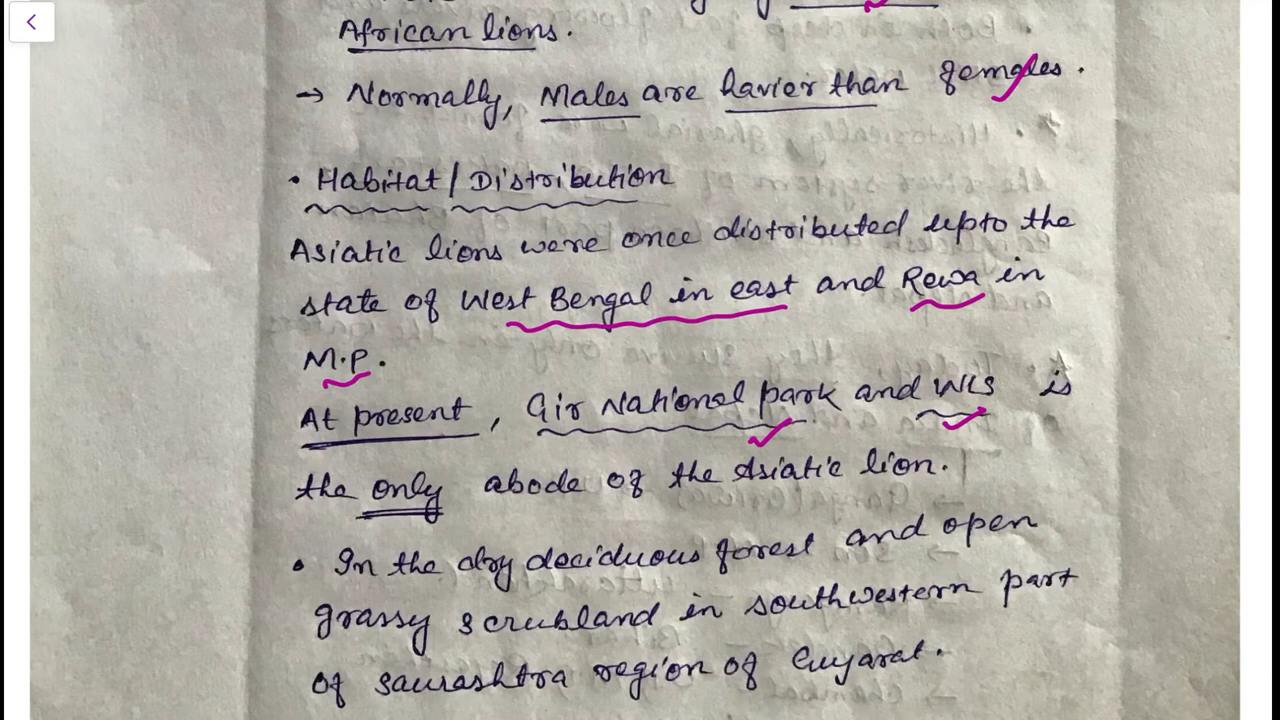 African lions.
→ Normally, Males are havier than females.
• Habitat / Distribution
Asiatic lions were once distributed upto the
state of West Bengal in east and Rewa in
M.P.
At present, Gir National park and WLS is
the only abode of the Asiatic lion.
• In the dry deciduous forest and open
grassy scrubland in southwestern part
of saurashtra region of Gujarat.